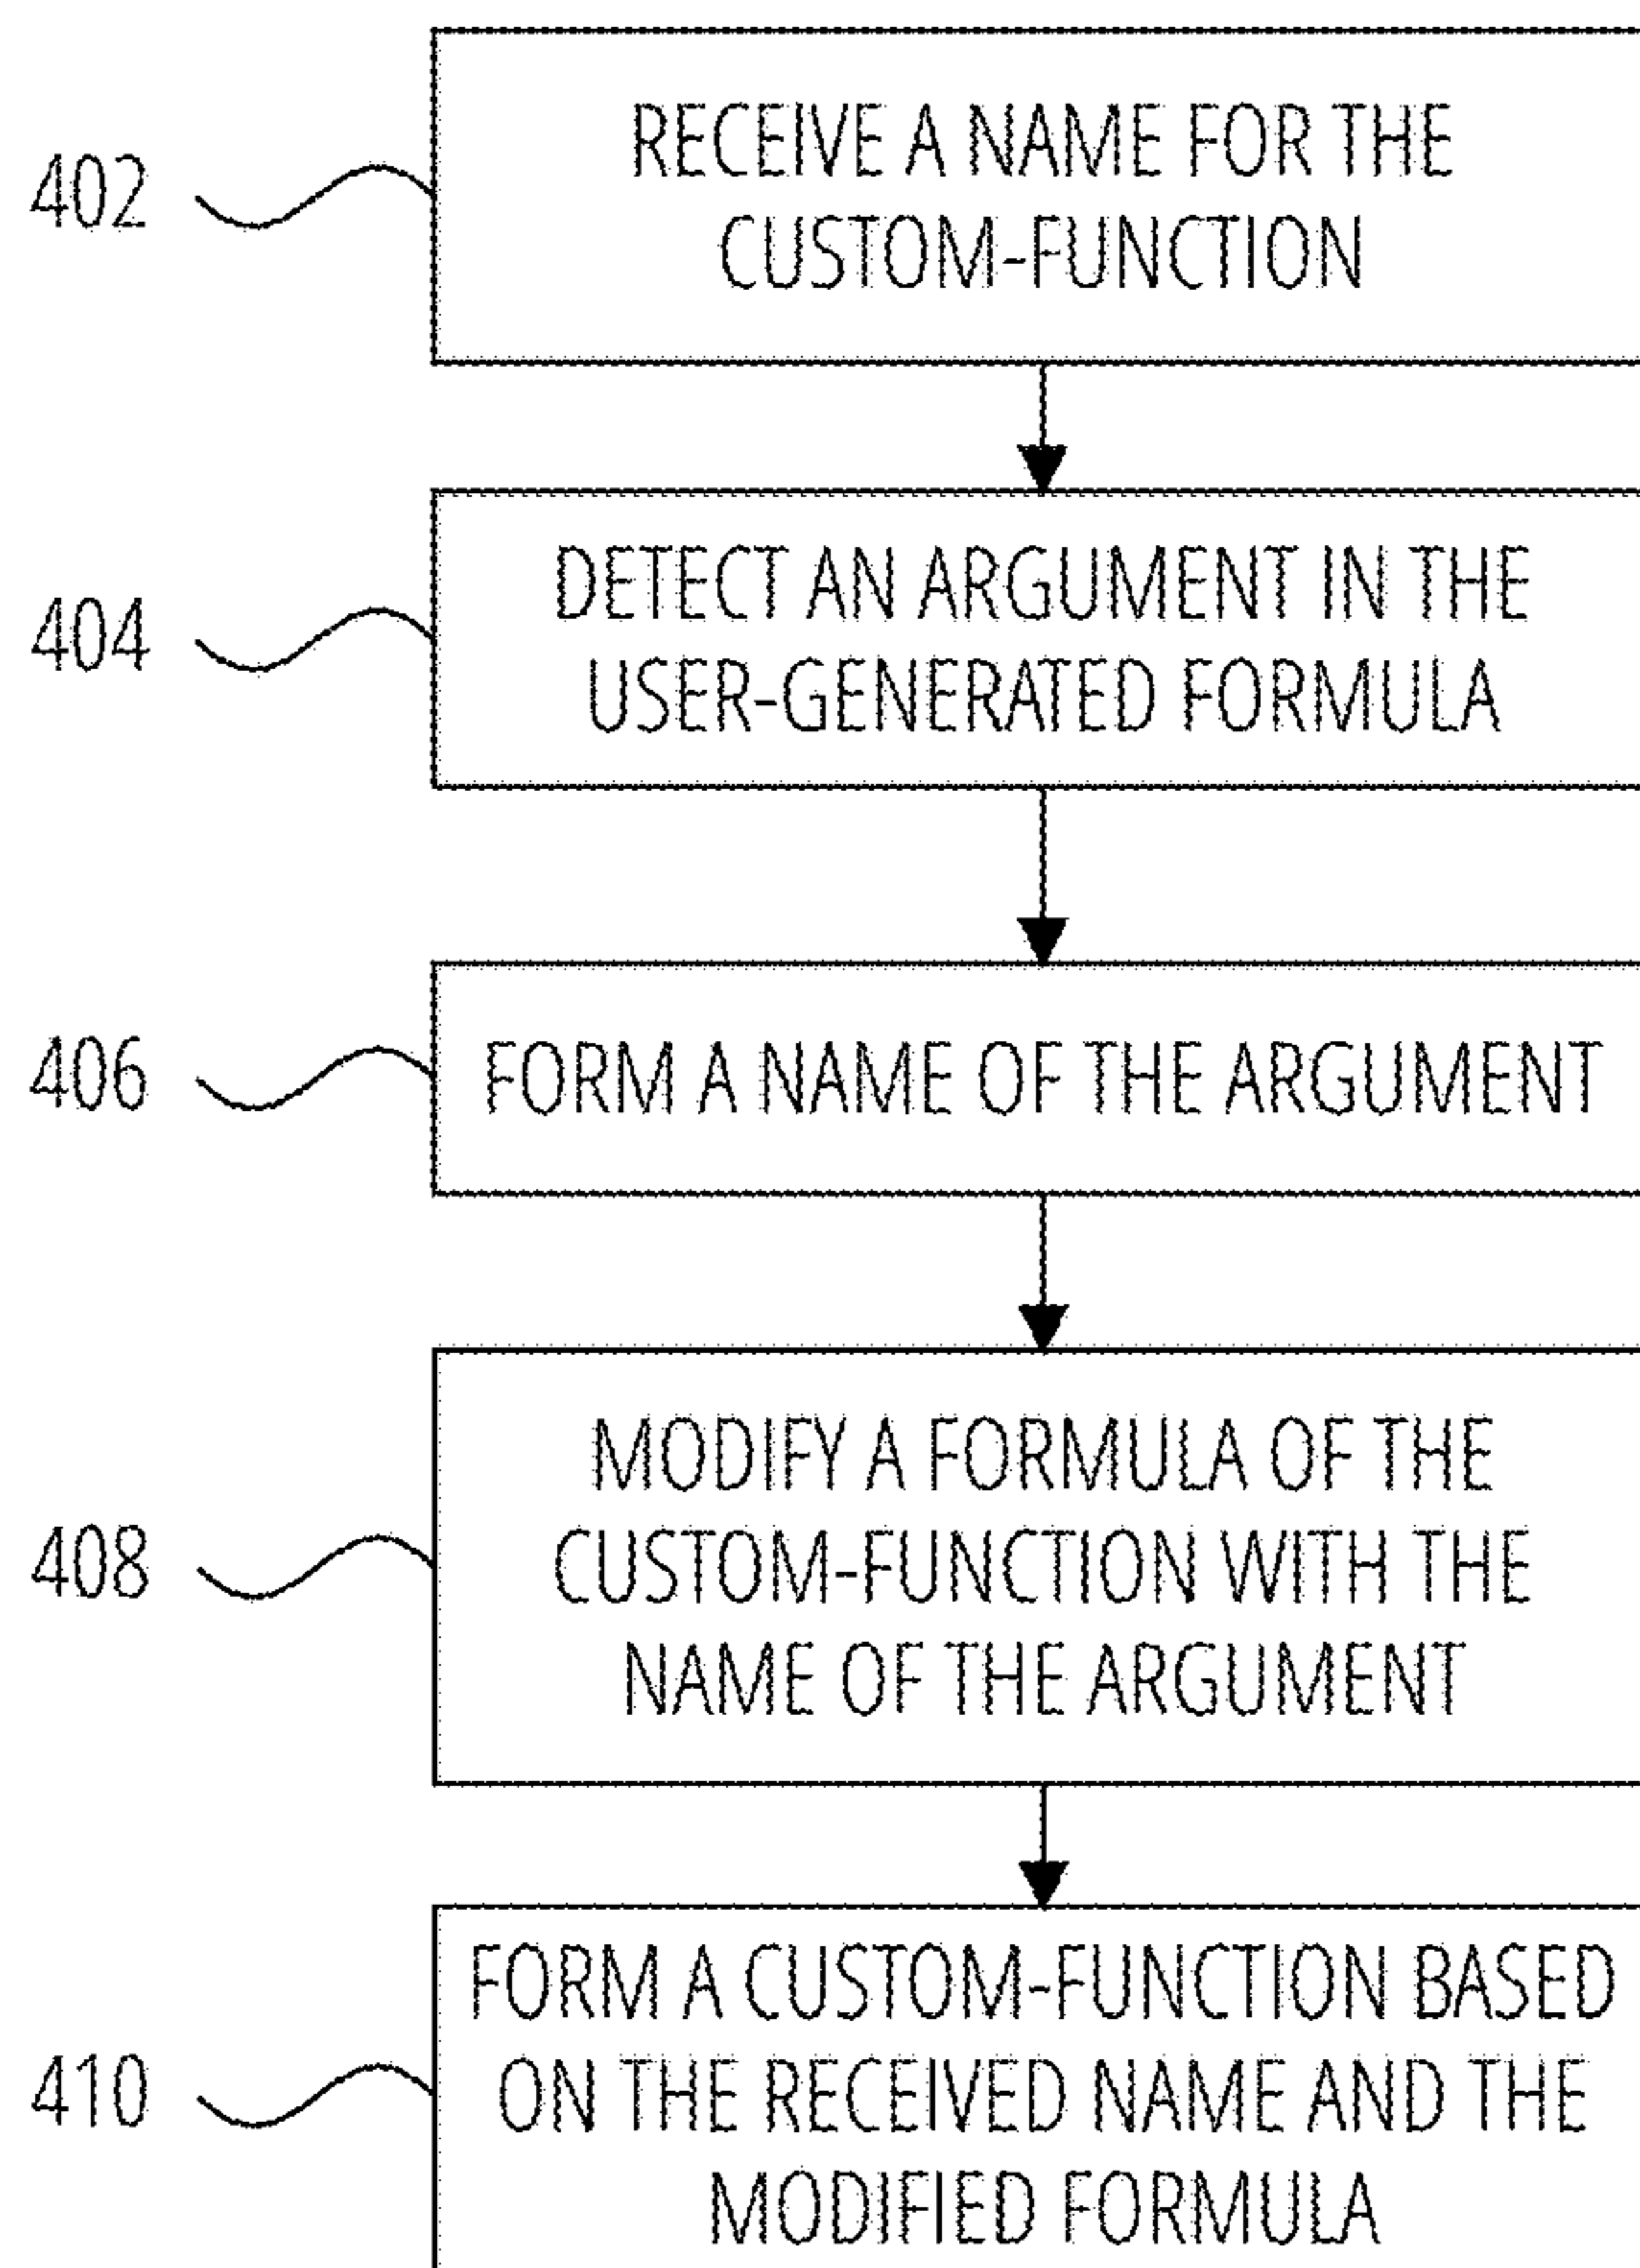 402
RECEIVE A NAME FOR THE
CUSTOM-FUNCTION
404
DETECT AN ARGUMENT IN THE
USER-GENERATED FORMULA
406
FORM A NAME OF THE ARGUMENT
408
MODIFY A FORMULA OF THE
CUSTOM-FUNCTION WITH THE
NAME OF THE ARGUMENT
410
FORM A CUSTOM-FUNCTION BASED
ON THE RECEIVED NAME AND THE
MODIFIED FORMULA